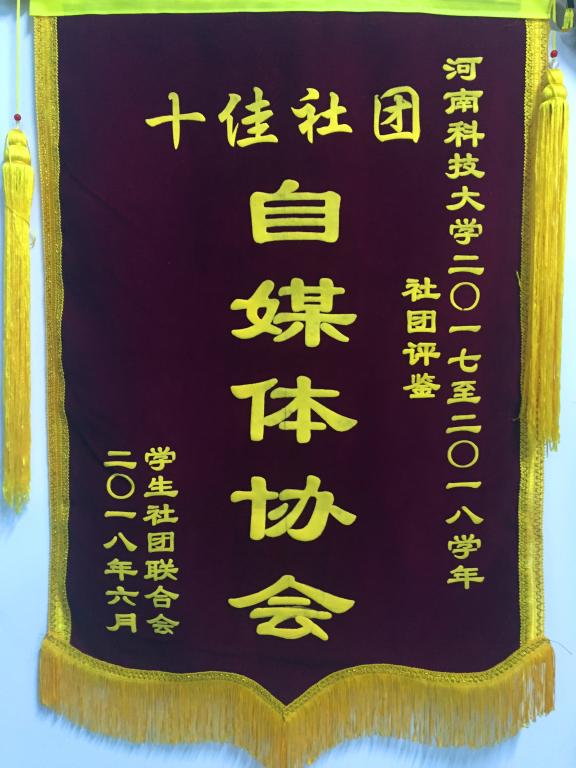 河南科技大学二〇一七至二〇一八学年
社团评鉴
十佳社团
自媒体协会
学生社团联合会
二〇一八年六月